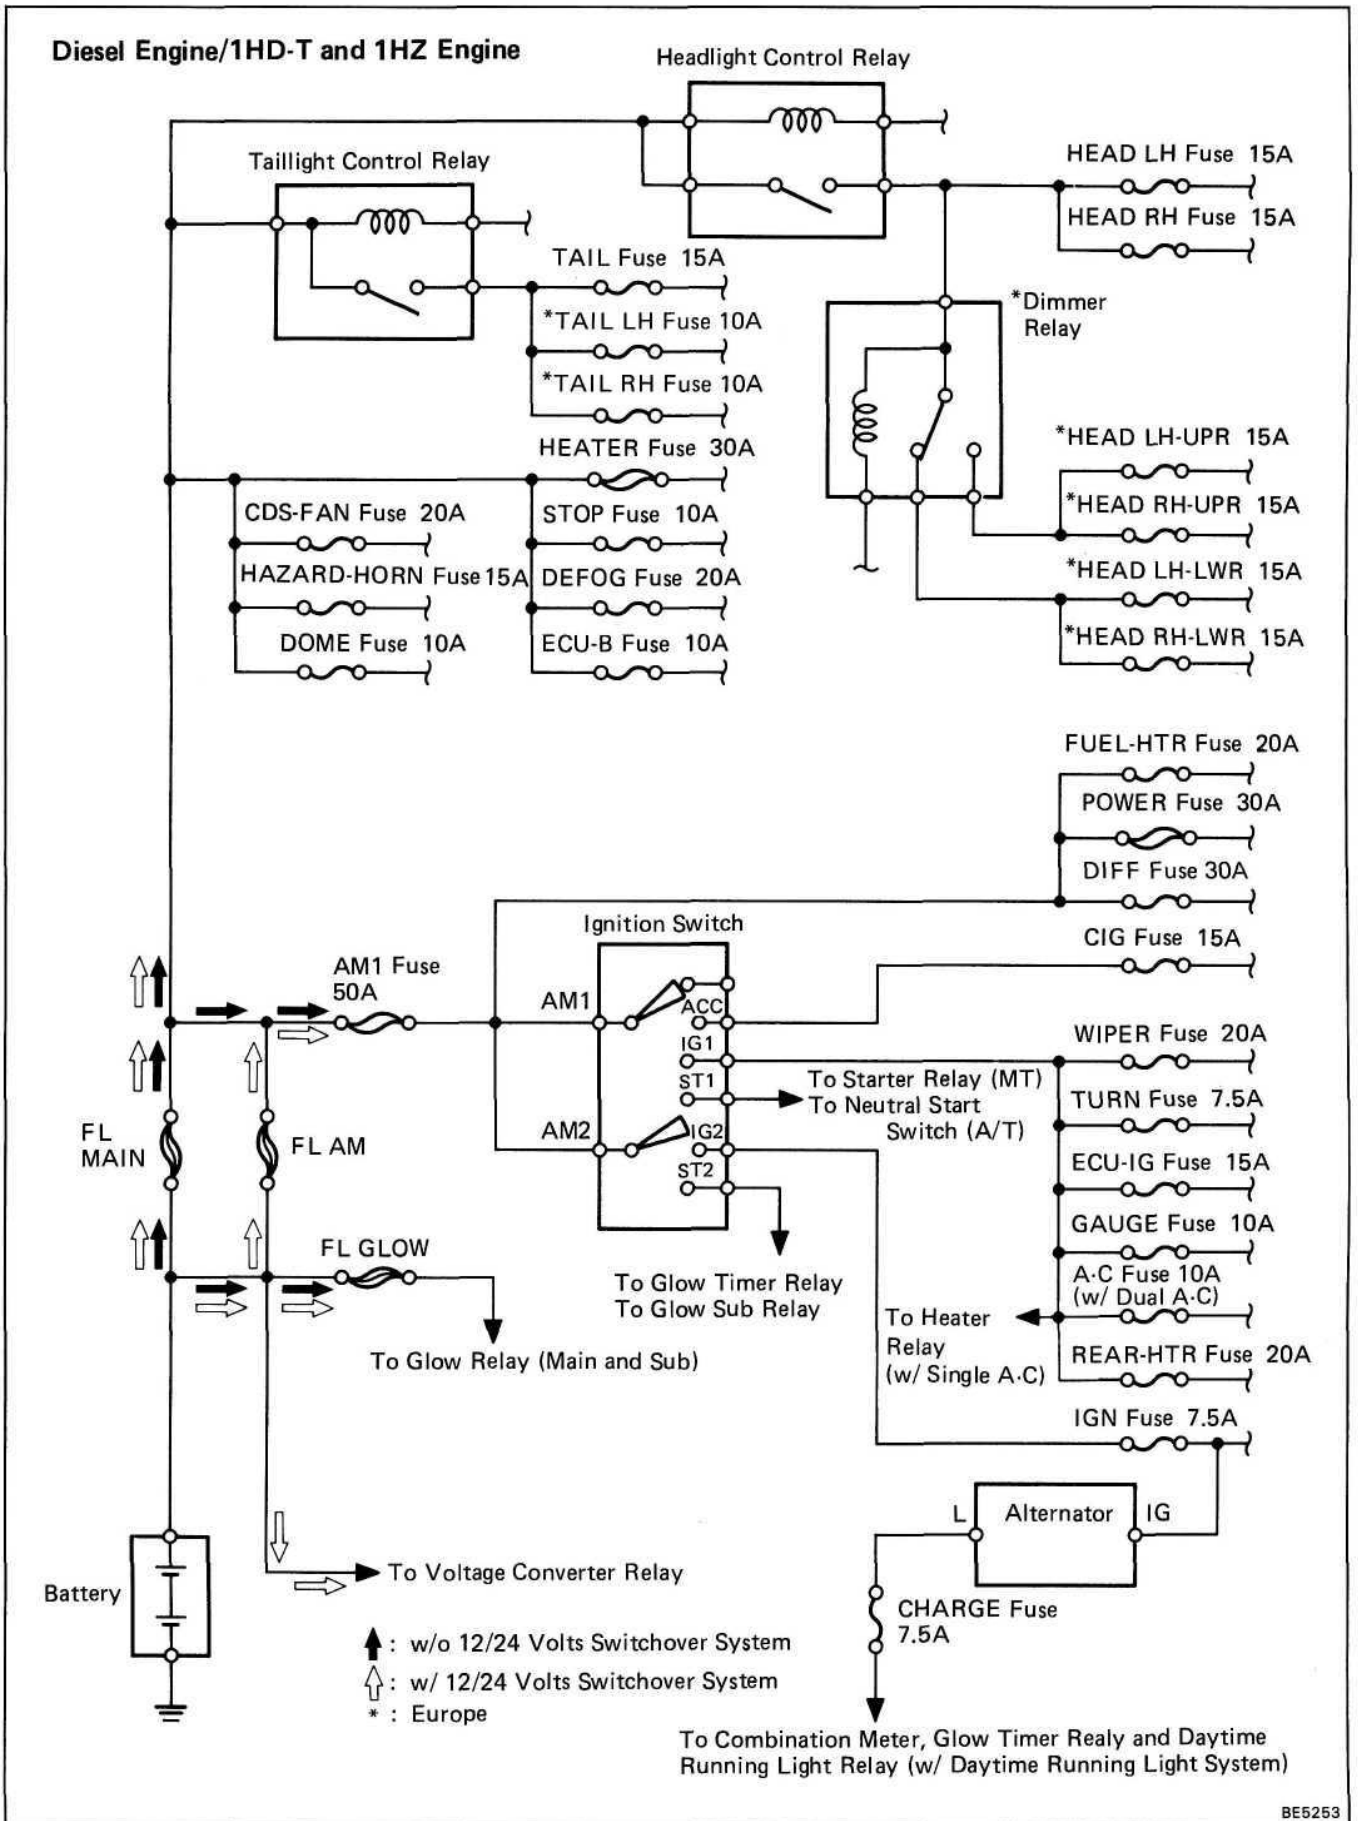 Diesel Engine/1HD-T and 1HZ Engine
Headlight Control Relay
Taillight Control Relay
HEAD LH Fuse 15A
HEAD RH Fuse 15A
TAIL Fuse 15A
*TAIL LH Fuse 10A
*TAIL RH Fuse 10A
HEATER Fuse 30A
*Dimmer
Relay
CDS-FAN Fuse 20A
STOP Fuse 10A
HAZARD-HORN Fuse 15A
DEFOG Fuse 20A
DOME Fuse 10A
ECU-B Fuse 10A
*HEAD LH-UPR 15A
*HEAD RH-UPR 15A
*HEAD LH-LWR 15A
*HEAD RH-LWR 15A
FUEL-HTR Fuse 20A
POWER Fuse 30A
DIFF Fuse 30A
Ignition Switch
CIG Fuse 15A
AM1 Fuse
50A
AM1
ACC
IG1
ST1
AM2
IG2
ST2
To Starter Relay (MT)
To Neutral Start
Switch (A/T)
WIPER Fuse 20A
TURN Fuse 7.5A
ECU-IG Fuse 15A
GAUGE Fuse 10A
A·C Fuse 10A
(w/ Dual A·C)
REAR-HTR Fuse 20A
IGN Fuse 7.5A
FL
MAIN
FL AM
FL GLOW
To Glow Timer Relay
To Glow Sub Relay
To Heater
Relay
(w/ Single A·C)
To Glow Relay (Main and Sub)
L
Alternator
IG
To Voltage Converter Relay
Battery
CHARGE Fuse
7.5A
: w/o 12/24 Volts Switchover System
: w/ 12/24 Volts Switchover System
* : Europe
To Combination Meter, Glow Timer Realy and Daytime
Running Light Relay (w/ Daytime Running Light System)
BE5253